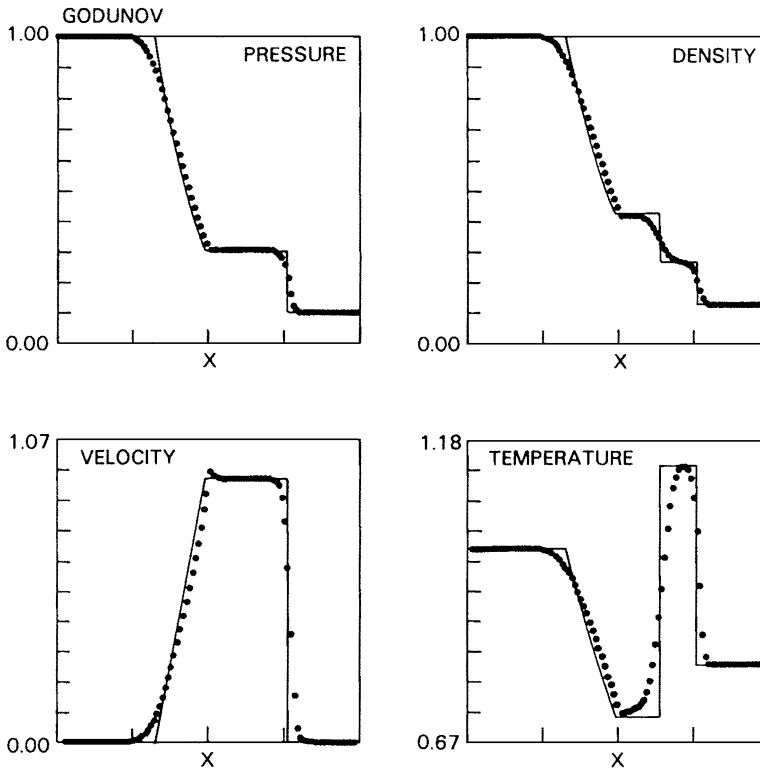 GODUNOV
1.00
PRESSURE
0.00
X
1.00
DENSITY
0.00
X
1.07
VELOCITY
0.00
X
1.18
TEMPERATURE
0.67
X